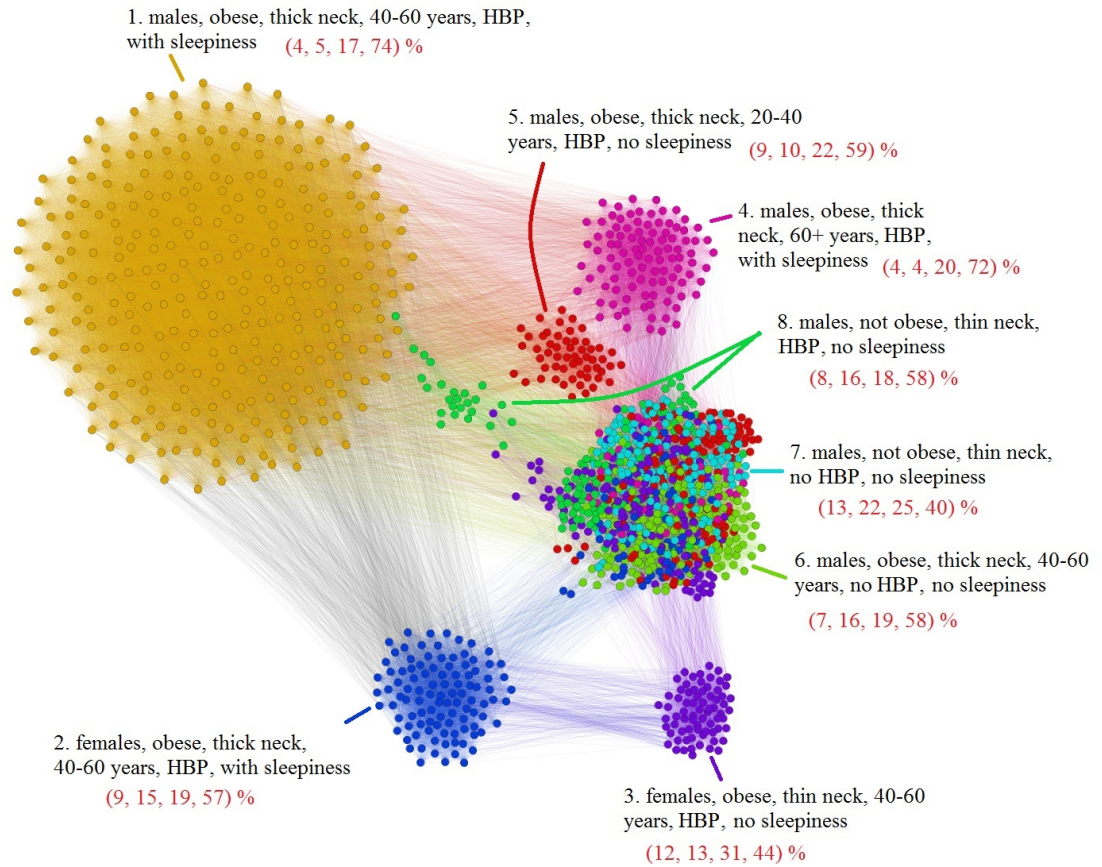 1. males, obese, thick neck, 40-60 years, HBP,
with sleepiness (4, 5, 17, 74) %
5. males, obese, thick neck, 20-40
years, HBP, no sleepiness (9, 10, 22, 59) %
4. males, obese, thick
neck, 60+ years, HBP,
with sleepiness (4, 4, 20, 72) %
8. males, not obese, thin neck,
HBP, no sleepiness
(8, 16, 18, 58) %
7. males, not obese, thin neck,
no HBP, no sleepiness
(13, 22, 25, 40) %
6. males, obese, thick neck, 40-60
years, no HBP, no sleepiness
(7, 16, 19, 58) %
2. females, obese, thick neck,
40-60 years, HBP, with sleepiness
(9, 15, 19, 57) %
3. females, obese, thin neck, 40-60
years, HBP, no sleepiness
(12, 13, 31, 44) %